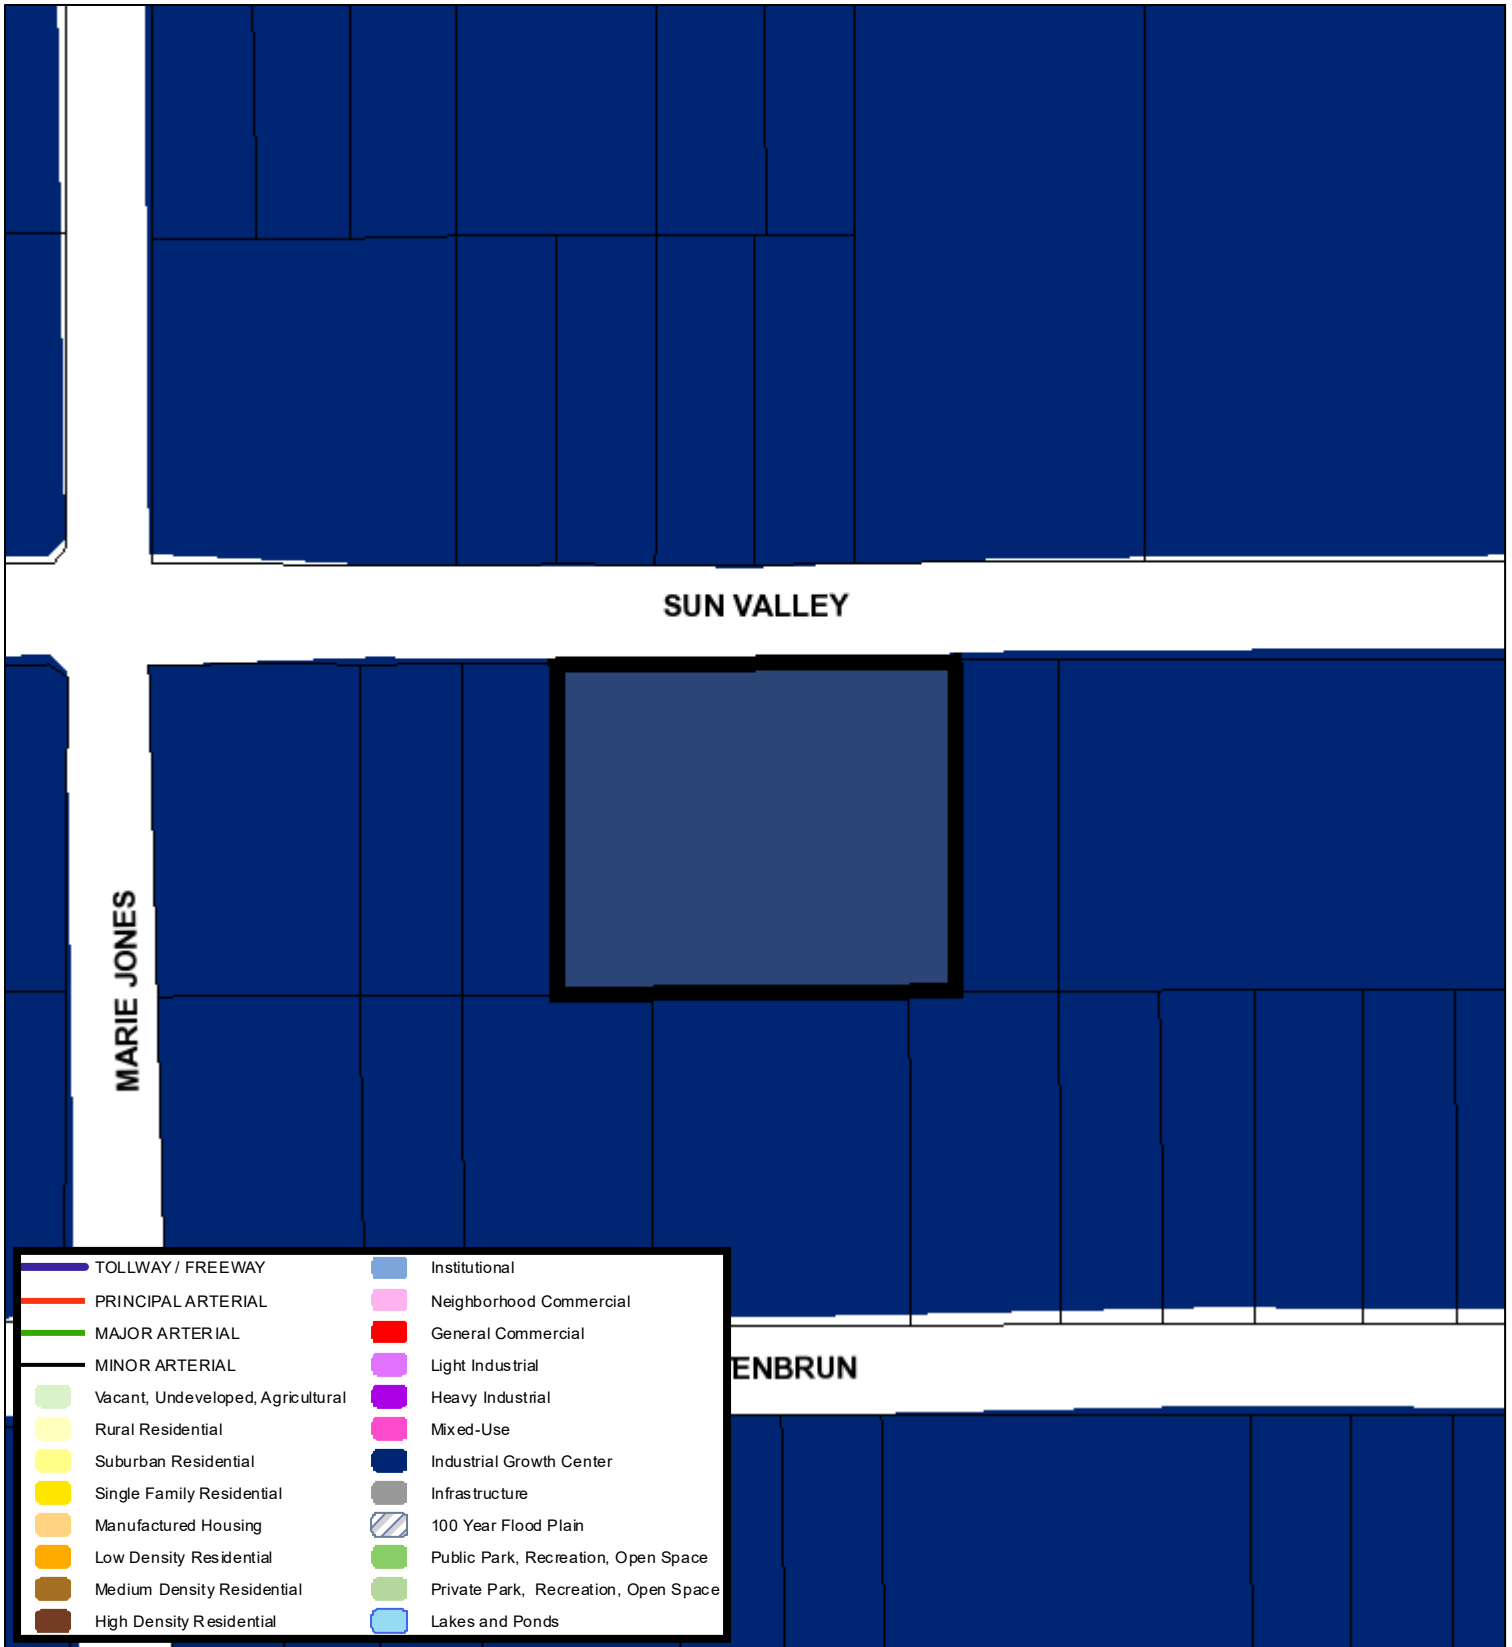 SUN VALLEY
MARIE JONES
TOLLWAY / FREEWAY
PRINCIPAL ARTERIAL
MAJOR ARTERIAL
MINOR ARTERIAL
Vacant, Undeveloped, Agricultural
Rural Residential
Suburban Residential
Single Family Residential
Manufactured Housing
Low Density Residential
Medium Density Residential
High Density Residential
Institutional
Neighborhood Commercial
General Commercial
Light Industrial
Heavy Industrial
Mixed-Use
Industrial Growth Center
Infrastructure
100 Year Flood Plain
Public Park, Recreation, Open Space
Private Park, Recreation, Open Space
Lakes and Ponds
ENBRUN